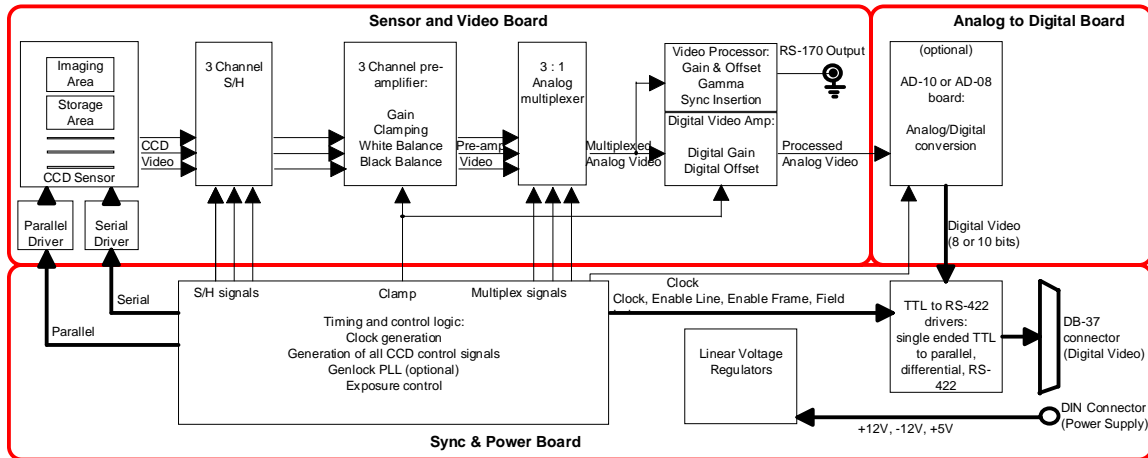 Sensor and Video Board
Analog to Digital Board
Imaging
Area
Storage
Area
CCD Sensor
3 Channel
S/H
3 Channel pre-
amplifier:
Gain
Clamping
White Balance
Black Balance
3 : 1
Analog
multiplexer
Video Processor:
Gain & Offset
Gamma
Sync Insertion
RS-170 Output
Digital Video Amp:
Digital Gain
Digital Offset
(optional)
AD-10 or AD-08
board:
Analog/Digital
conversion
CCD
Video
Pre-amp
Video
Multiplexed
Analog Video
Processed
Analog Video
Parallel
Driver
Serial
Driver
Digital Video
(8 or 10 bits)
S/H signals
Clamp
Multiplex signals
Clock
Clock, Enable Line, Enable Frame, Field
Serial
Parallel
Timing and control logic:
Clock generation
Generation of all CCD control signals
Genlock PLL (optional)
Exposure control
Linear Voltage
Regulators
TTL to RS-422
drivers:
single ended TTL
to parallel,
differential, RS-
422
DB-37
connector
(Digital Video)
DIN Connector
(Power Supply)
+12V, -12V, +5V
Sync & Power Board